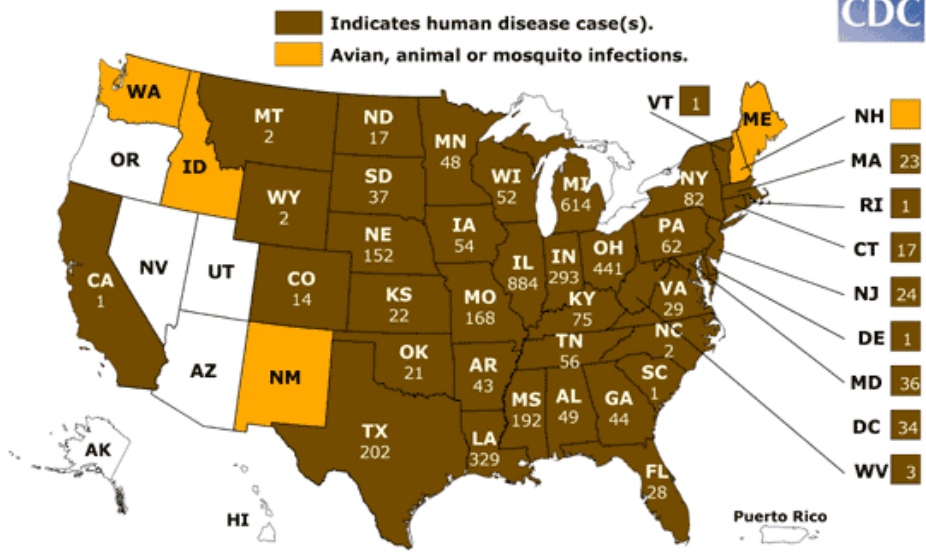 Indicates human disease case(s).
CDC
Avian, animal or mosquito infections.
WA
MT
2
ND
17
MN
48
VT 1
ME
NH
OR
ID
SD
37
WI
52
MI
614
NY
82
MA 23
WY
2
RI 1
NE
152
IA
54
PA
62
CT 17
CA
1
NV
UT
CO
14
IL
884
IN
293
OH
441
NJ 24
KS
22
MO
168
KY
75
VA
29
DE 1
AZ
NM
OK
21
AR
43
TN
56
NC
2
MD 36
SC
1
MS
192
AL
49
GA
44
DC 34
TX
202
LA
329
AK
WV 3
FL
28
HI
Puerto Rico